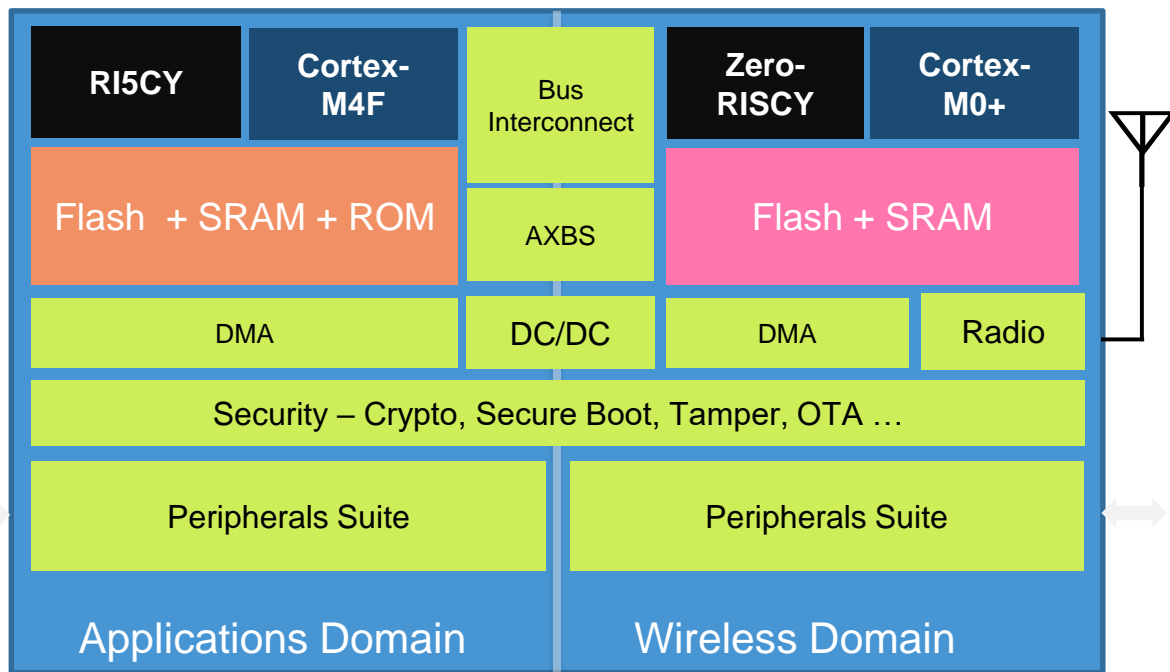 RI5CY
Cortex-
M4F
Bus
Interconnect
Zero-
RISCY
Cortex-
M0+
Flash + SRAM + ROM
AXBS
Flash + SRAM
DMA
DC/DC
DMA
Radio
Security – Crypto, Secure Boot, Tamper, OTA …
Peripherals Suite
Peripherals Suite
Applications Domain
Wireless Domain